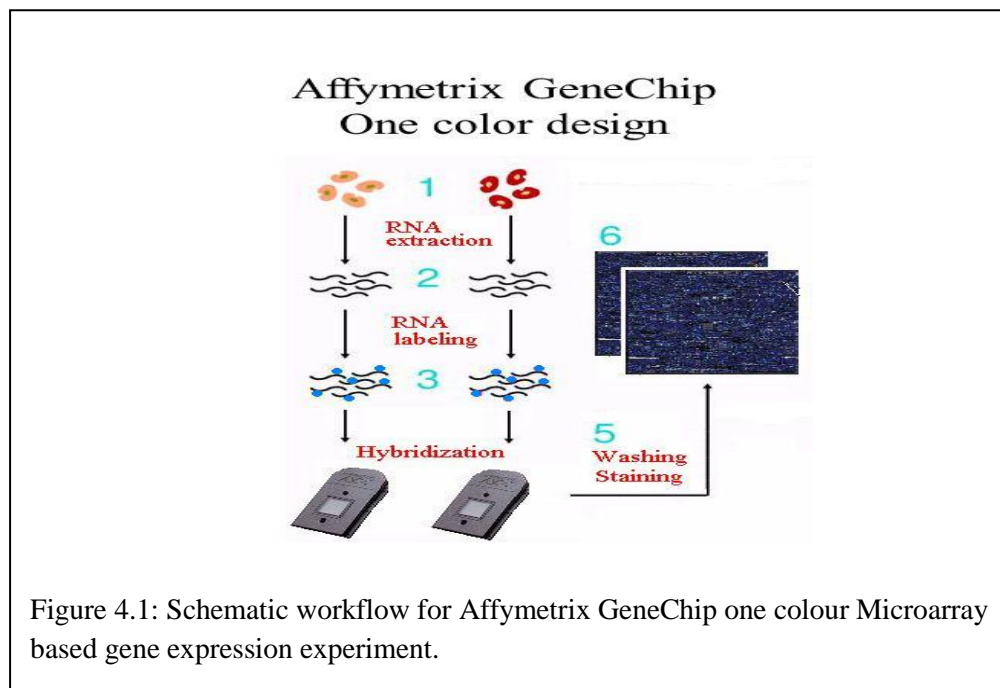 Affymetrix GeneChip
One color design
1
RNA
extraction
2
RNA
labeling
3
Hybridization
5
Washing
Staining
6
Figure 4.1: Schematic workflow for Affymetrix GeneChip one colour Microarray
based gene expression experiment.